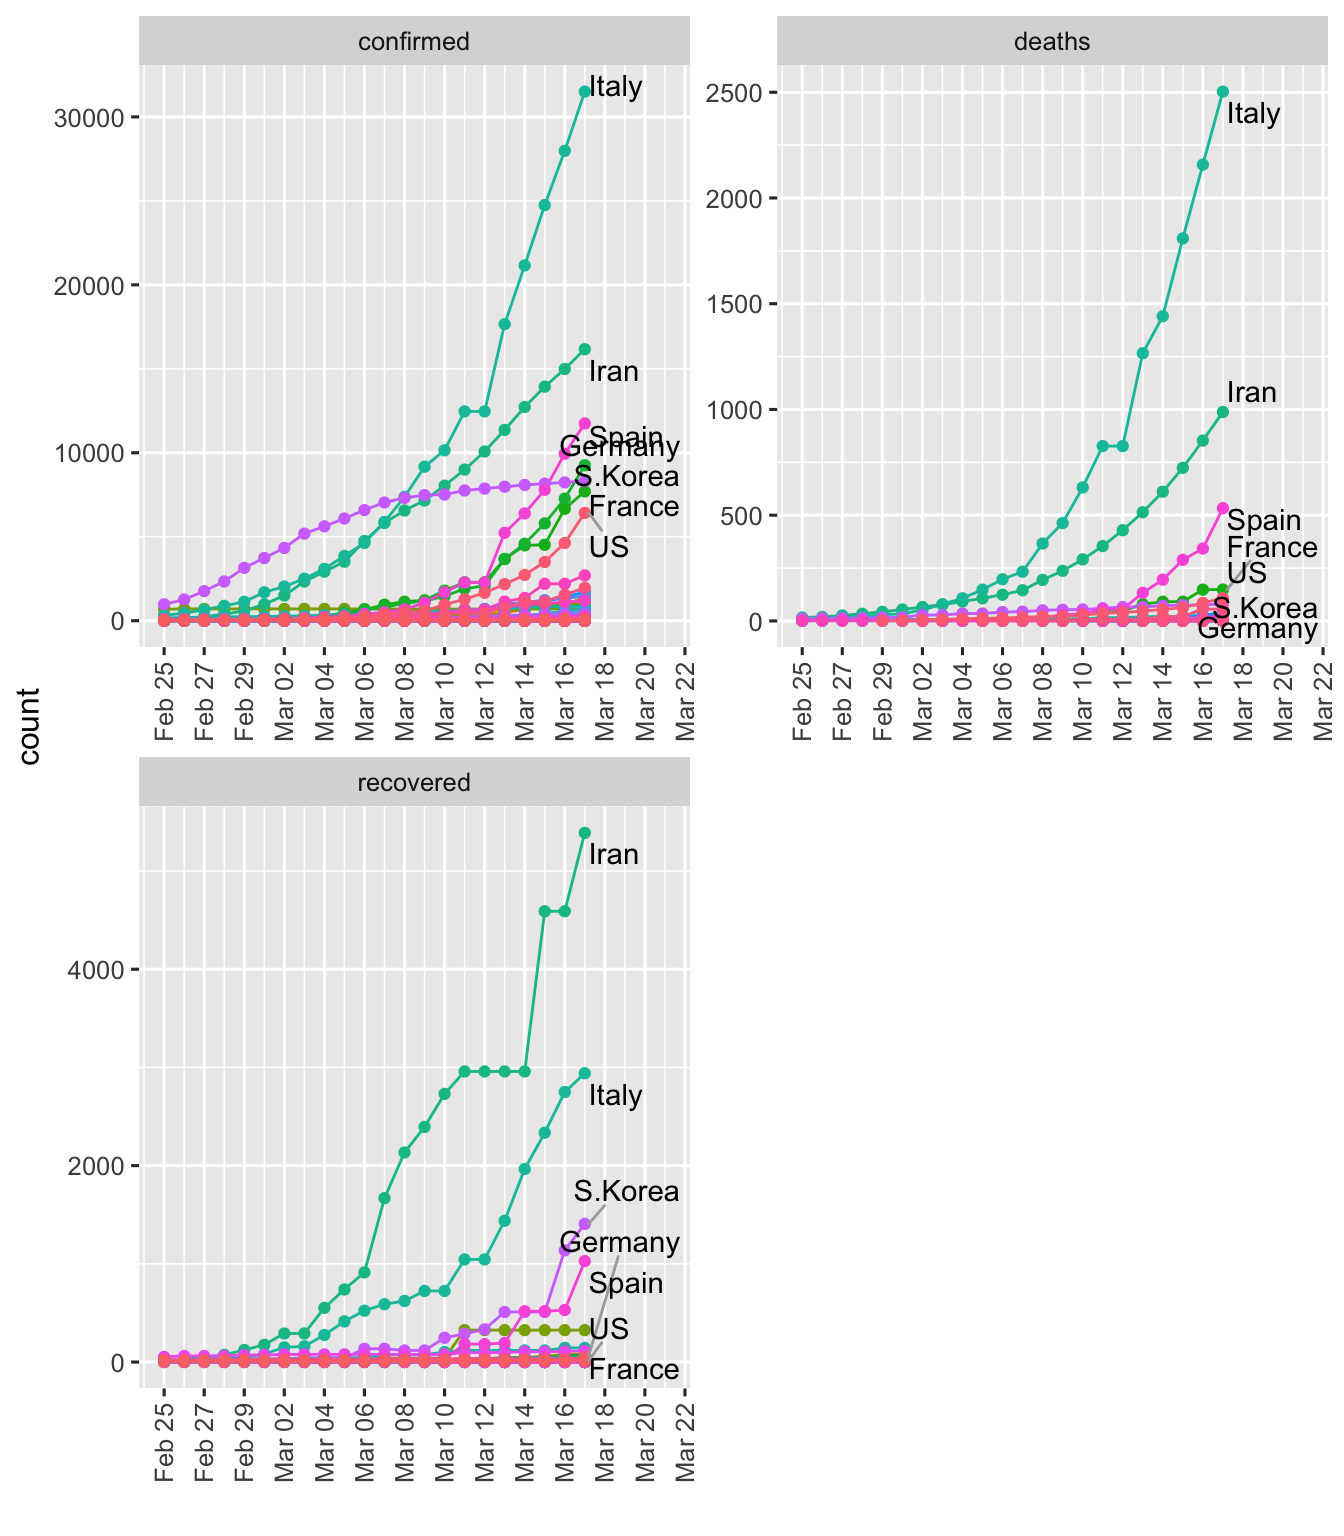 confirmed
30000
20000
10000
0
Italy
Iran
Spain
Germany
S.Korea
France
US
Feb 25
Feb 27
Feb 29
Mar 02
Mar 04
Mar 06
Mar 08
Mar 10
Mar 12
Mar 14
Mar 16
Mar 18
Mar 20
Mar 22
deaths
2500
2000
1500
1000
500
0
Italy
Iran
Spain
France
US
S.Korea
Germany
Feb 25
Feb 27
Feb 29
Mar 02
Mar 04
Mar 06
Mar 08
Mar 10
Mar 12
Mar 14
Mar 16
Mar 18
Mar 20
Mar 22
count
recovered
4000
2000
0
Iran
Italy
S.Korea
Germany
Spain
US
France
Feb 25
Feb 27
Feb 29
Mar 02
Mar 04
Mar 06
Mar 08
Mar 10
Mar 12
Mar 14
Mar 16
Mar 18
Mar 20
Mar 22